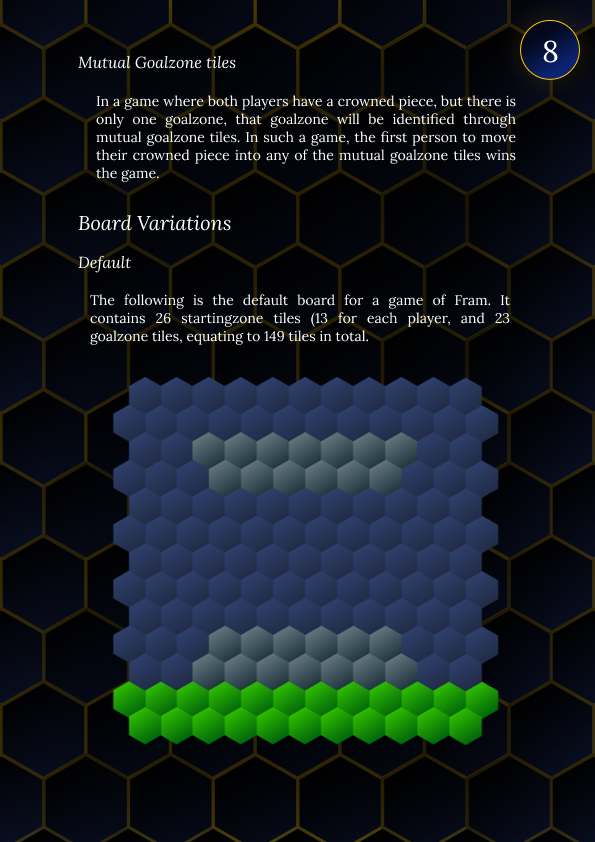 8
Mutual Goalzone tiles
In a game where both players have a crowned piece, but there is
only one goalzone, that goalzone will be identified through
mutual goalzone tiles. In such a game, the first person to move
their crowned piece into any of the mutual goalzone tiles wins
the game.
Board Variations
Default
The following is the default board for a game of Fram. It
contains 26 startingzone tiles (13 for each player, and 23
goalzone tiles, equating to 149 tiles in total.